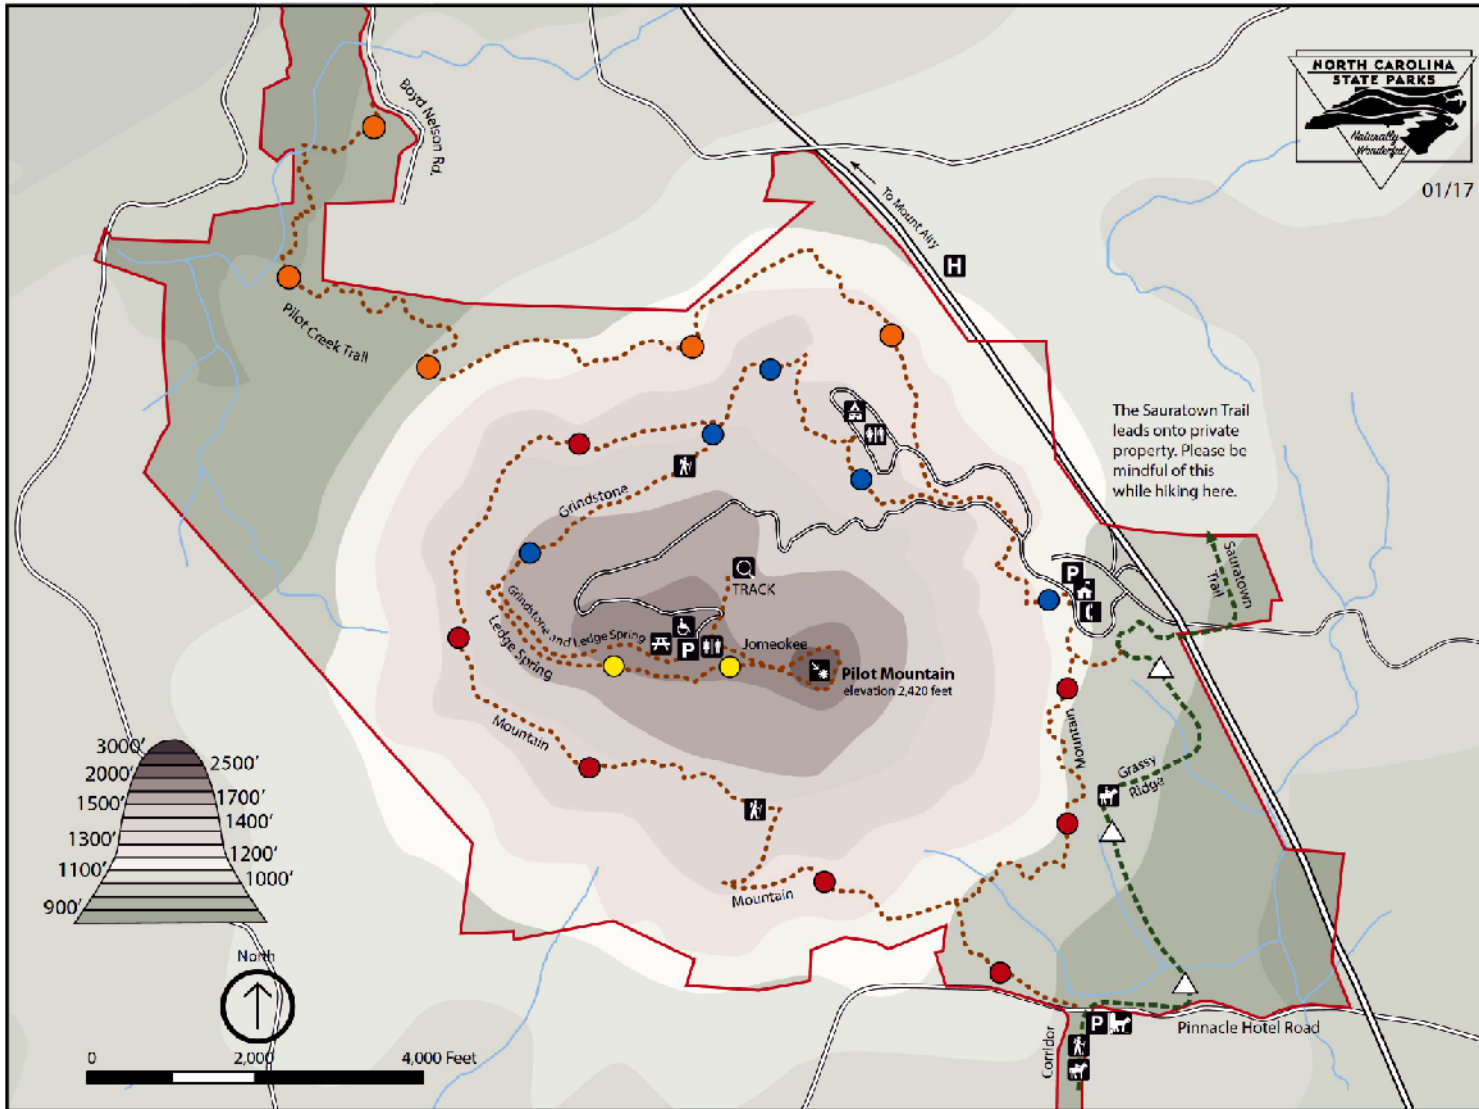 NORTH CAROLINA
STATE PARKS
Naturally
Wonderful
01/17
Boyd Nelson Rd.
To Mount Airy
H
Pilot Creek Trail
The Sauratown Trail
leads onto private
property. Please be
mindful of this
while hiking here.
Grindstone
Sauratown
Trail
P
TRACK
Grindstone and Ledge Spring
Ledge Spring
P
Jomeokee
Pilot Mountain
elevation 2,420 feet
Mountain
Mountain
Grassy
Ridge
3000'
2500'
2000'
1700'
1500'
1400'
1300'
1200'
1100'
1000'
900'
Mountain
North
P
Pinnacle Hotel Road
Corridor
0 2,000 4,000 Feet